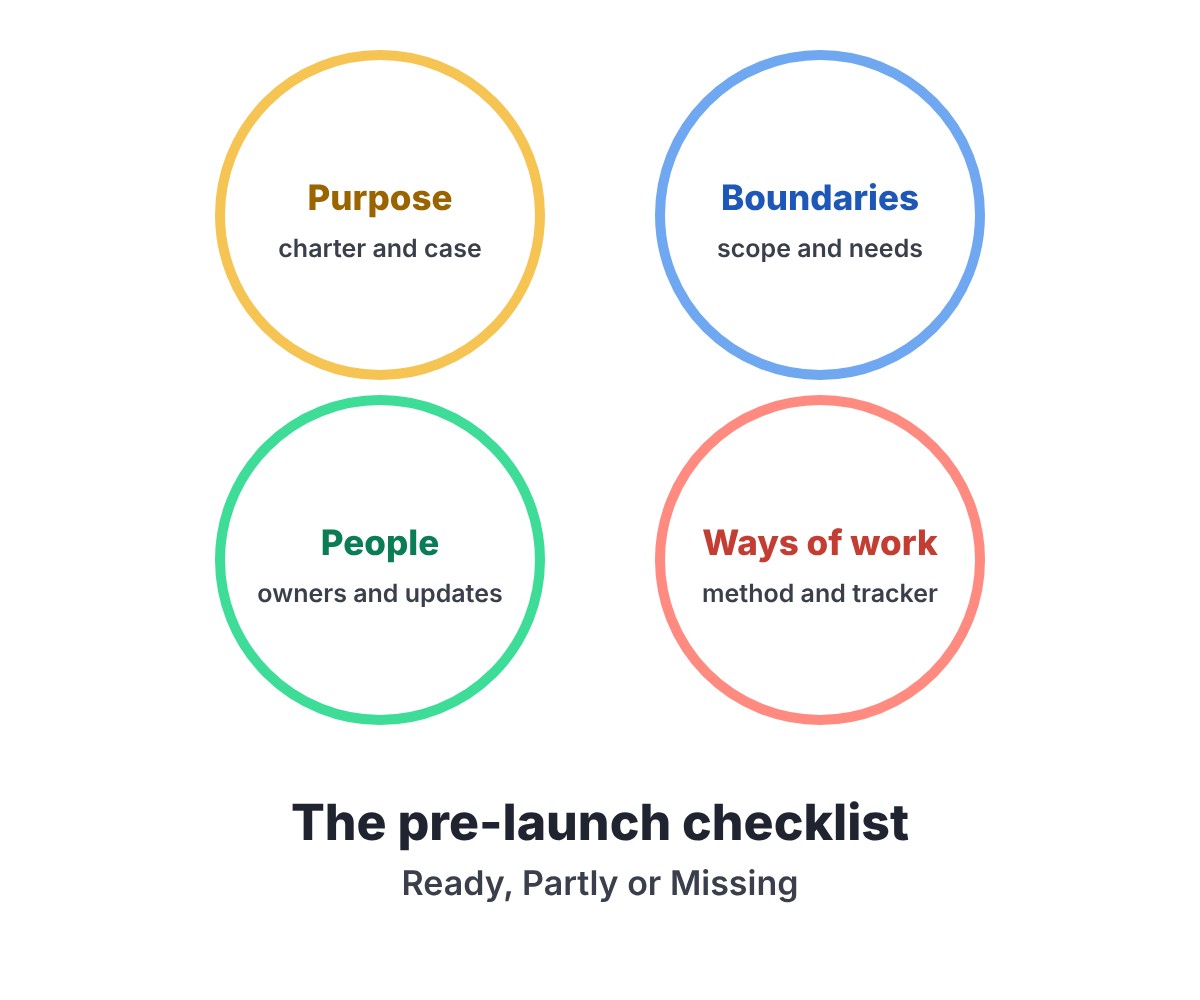 Purpose
charter and case
Boundaries
scope and needs
People
owners and updates
Ways of work
method and tracker
The pre-launch checklist
Ready, Partly or Missing